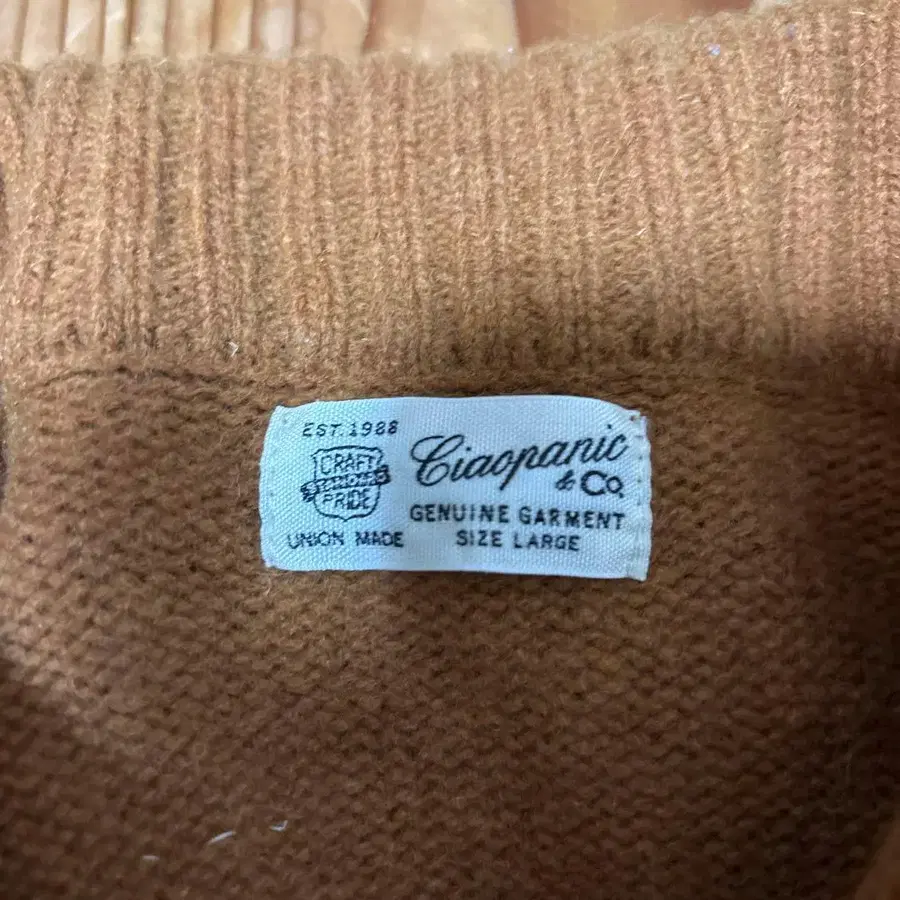 EST. 1988
CRAFT
STANDARD
PRIDE
UNION MADE
Ciaopanic
& Co.
GENUINE GARMENT
SIZE LARGE